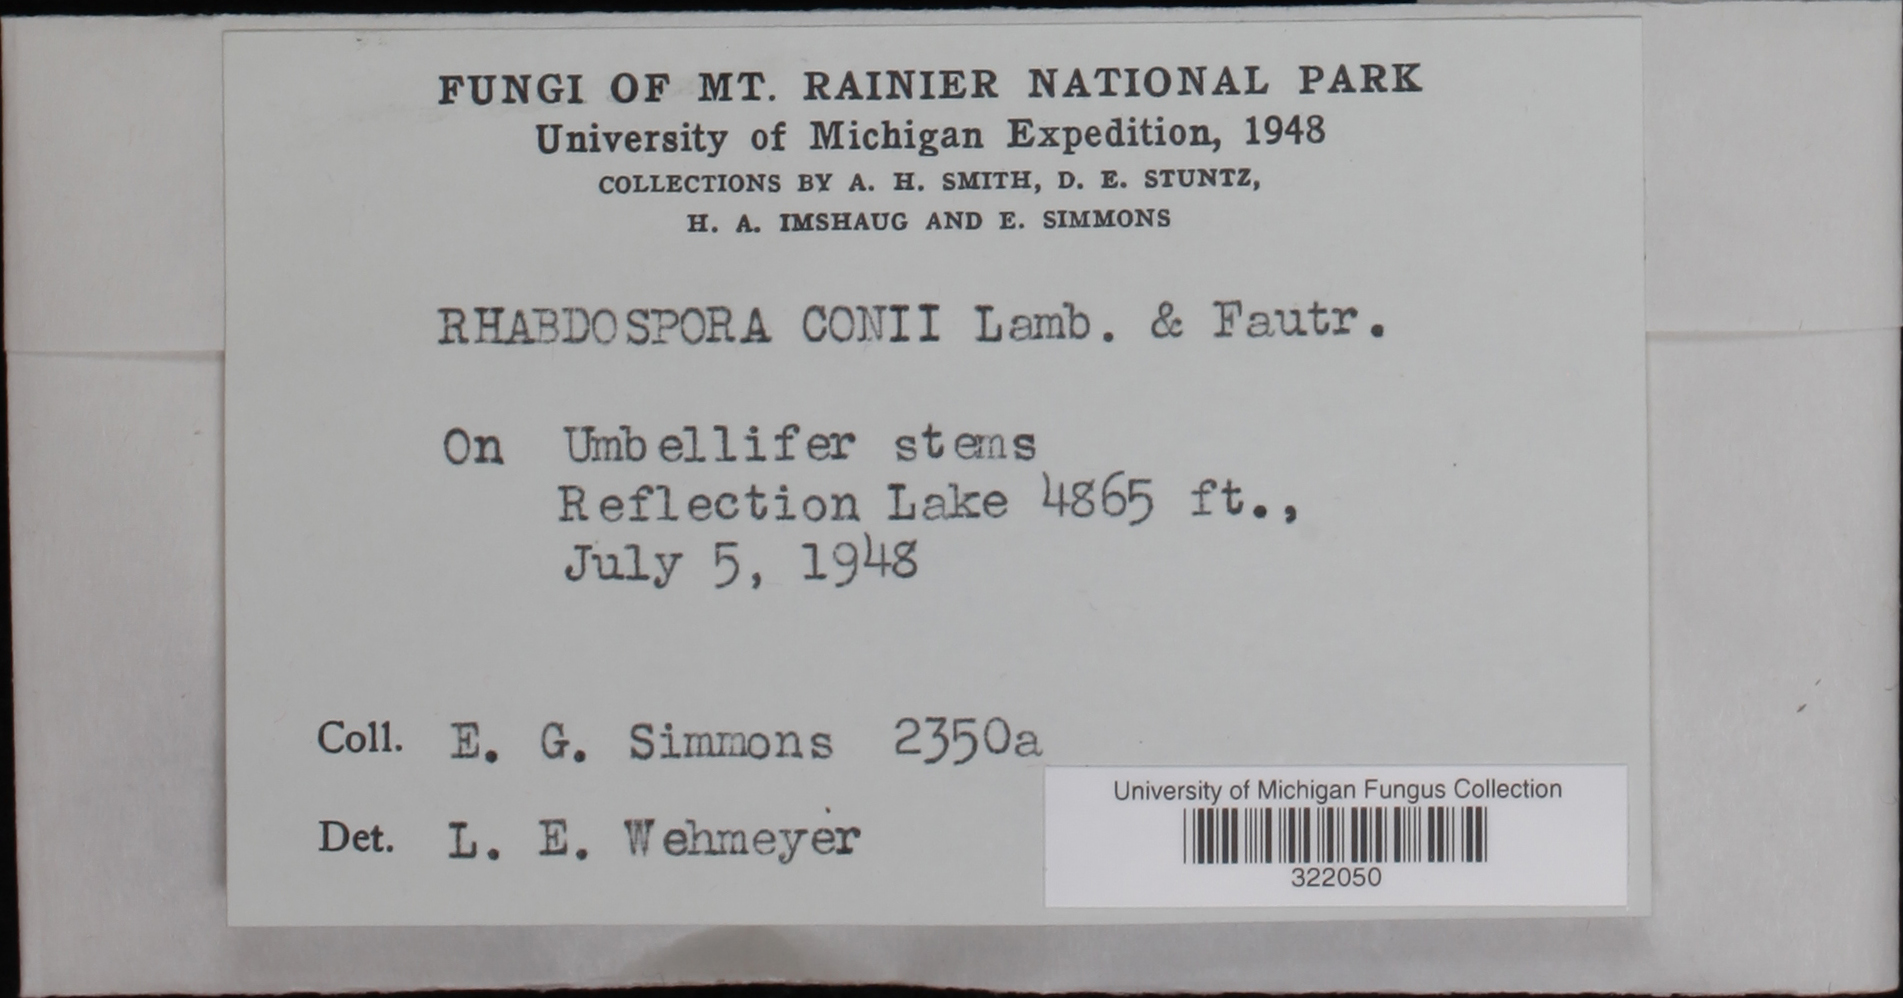 FUNGI OF MT. RAINIER NATIONAL PARK
University of Michigan Expedition, 1948
COLLECTIONS BY A. H. SMITH, D. E. STUNTZ,
H. A. IMSHAUG AND E. SIMMONS
RHABDOSPORA CONII Lamb. & Fautr.
On Umbellifer stems
Reflection Lake 4865 ft.,
July 5, 1948
Coll. E. G. Simmons 2350a
Det. L. E. Wehmeyer
University of Michigan Fungus Collection
322050